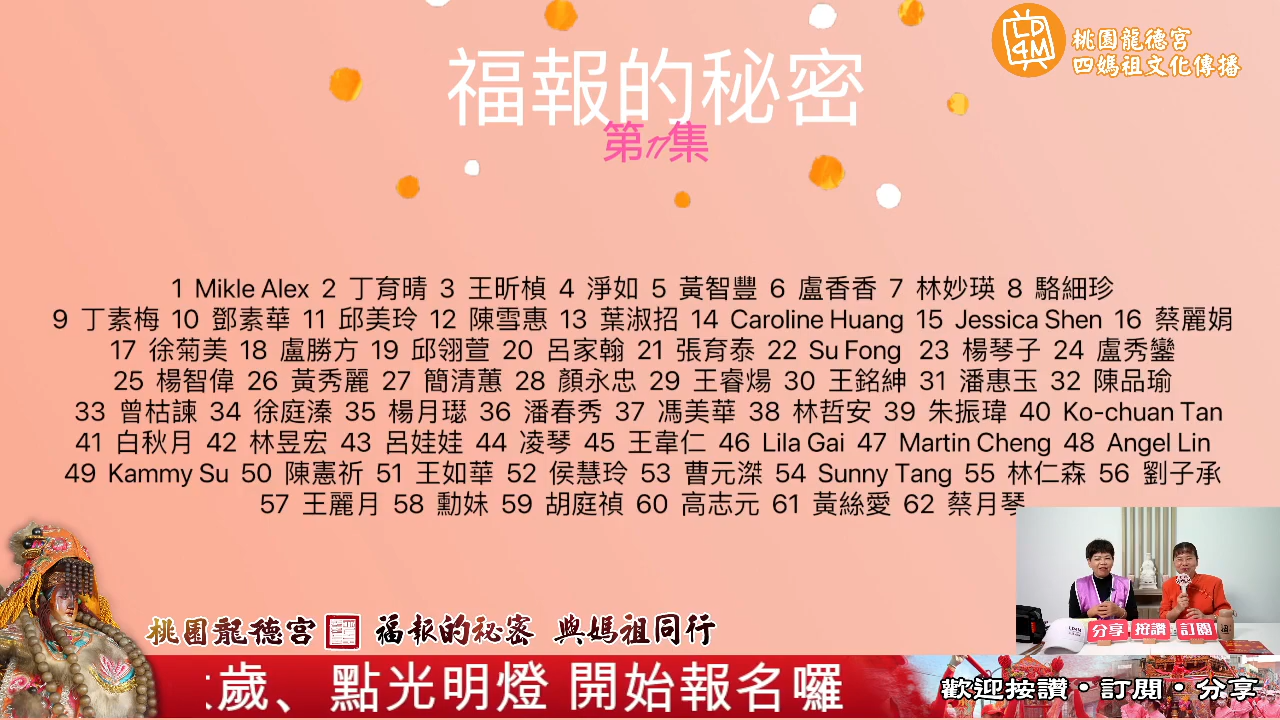 LD
4M
桃園龍德宮
四媽祖文化傳播
福報的秘密
第11集
1 Mikle Alex 2 丁育晴 3 王昕楨 4 淨如 5 黃智豐 6 盧香香 7 林妙瑛 8 駱細珍
9 丁素梅 10 鄧素華 11 邱美玲 12 陳雪惠 13 葉淑招 14 Caroline Huang 15 Jessica Shen 16 蔡麗娟
17 徐菊美 18 盧勝方 19 邱翎萱 20 呂家翰 21 張育泰 22 Su Fong 23 楊琴子 24 盧秀鑾
25 楊智偉 26 黃秀麗 27 簡清蕙 28 顏永忠 29 王睿煬 30 王銘紳 31 潘惠玉 32 陳品瑜
33 曾枯諫 34 徐庭溱 35 楊月瑟 36 潘春秀 37 馮美華 38 林哲安 39 朱振瑋 40 Ko-chuan Tan
41 白秋月 42 林昱宏 43 呂娃娃 44 凌琴 45 王韋仁 46 Lila Gai 47 Martin Cheng 48 Angel Lin
49 Kammy Su 50 陳憲祈 51 王如華 52 侯慧玲 53 曹元滐 54 Sunny Tang 55 林仁森 56 劉子承
57 王麗月 58 勳妹 59 胡庭禎 60 高志元 61 黃絲愛 62 蔡月琴
分享 按讚 訂閱
桃園龍德宮 福報的秘密 與媽祖同行
歲、點光明燈 開始報名囉
歡迎按讚・訂閱・分享